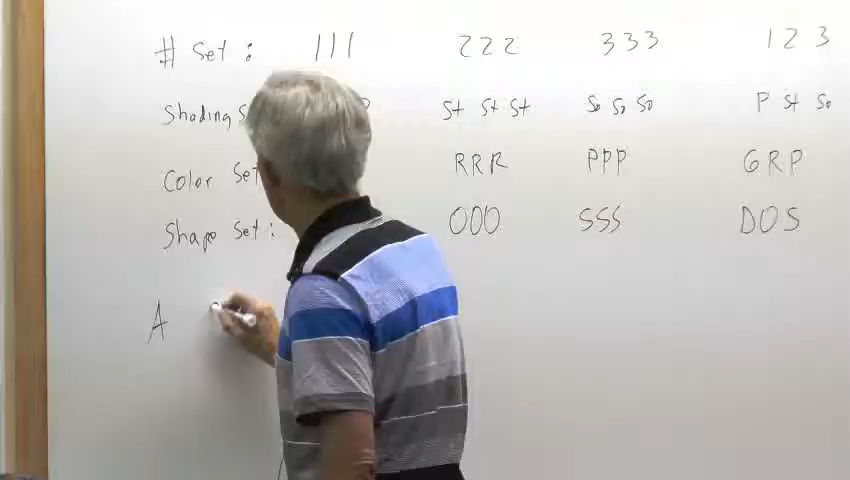 # Set: 111 222 333 123
Shading St St St So So So P St So
Color Set RRR PPP GRP
Shape Set: OOO SSS DOS
A